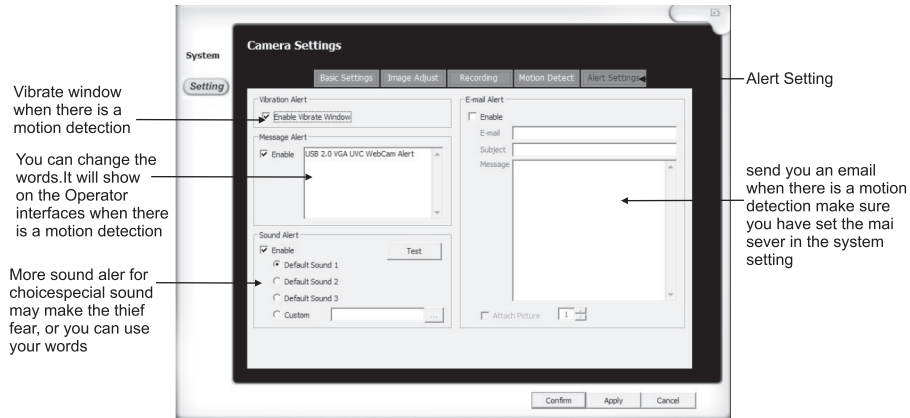 System
Setting
Camera Settings
Basic Settings Image Adjust Recording Motion Detect Alert Settings
Vibration Alert
Enable Vibrate Window
Message Alert
Enable
USB 2.0 VGA UVC WebCam Alert
Sound Alert
Enable
Test
Default Sound 1
Default Sound 2
Default Sound 3
Custom
...
E-mail Alert
Enable
E-mail
Subject
Message
Attach Picture 1
Confirm Apply Cancel
Vibrate window
when there is a
motion detection
You can change the
words.It will show
on the Operator
interfaces when there
is a motion detection
More sound aler for
choicespecial sound
may make the thief
fear, or you can use
your words
Alert Setting
send you an email
when there is a motion
detection make sure
you have set the mai
sever in the system
setting